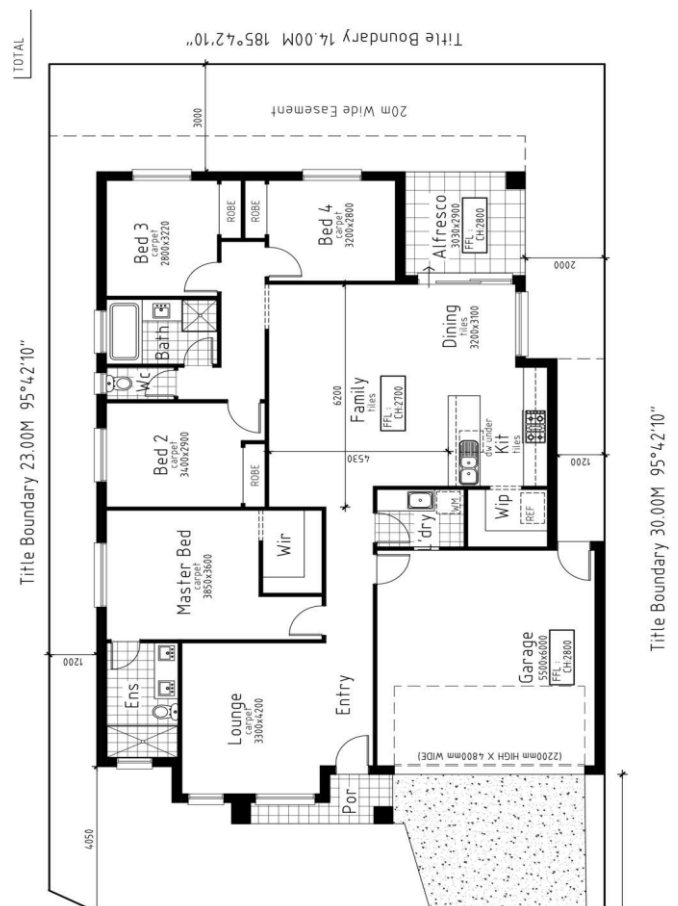 TOTAL
Title Boundary 14.00M 185°42'10"
20m Wide Easement
3000
Title Boundary 23.00M 95°42'10"
Title Boundary 30.00M 95°42'10"
Bed 3
carpet
2800x3220
ROBE
ROBE
Bed 4
carpet
3200x2800
Alfresco
3030x2900
FFL :
CH:2800
2000
Bath
Wc
Dining
tiles
3200x3100
Family
tiles
FFL :
CH:2700
6200
4530
Bed 2
carpet
3400x2900
ROBE
dw under
Kit
tiles
1200
Wip
REF
WM
L'dry
Master Bed
carpet
3850x3600
Wir
1200
Ens
Lounge
carpet
3300x4200
Entry
Garage
5500x6000
FFL :
CH:2800
(2200mm HIGH X 4800mm WIDE)
Por
4050